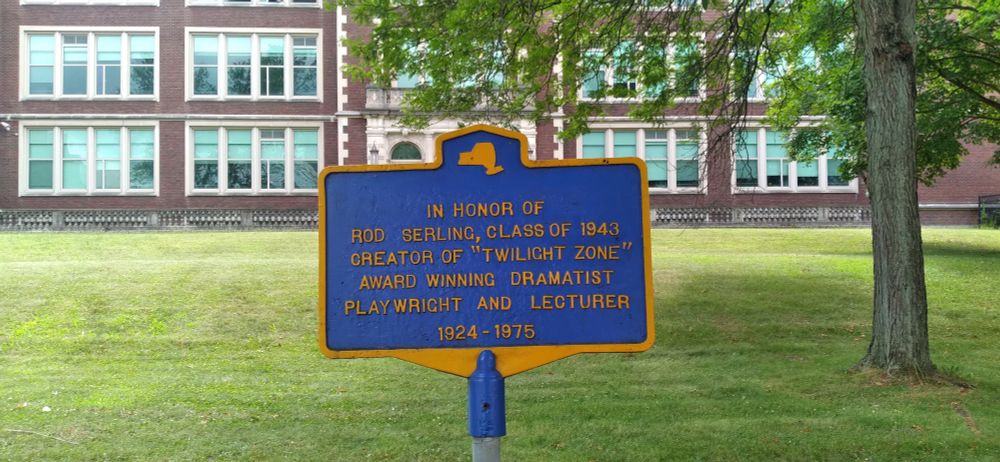 IN HONOR OF
ROD SERLING, CLASS OF 1943
CREATOR OF "TWILIGHT ZONE"
AWARD WINNING DRAMATIST
PLAYWRIGHT AND LECTURER
1924-1975